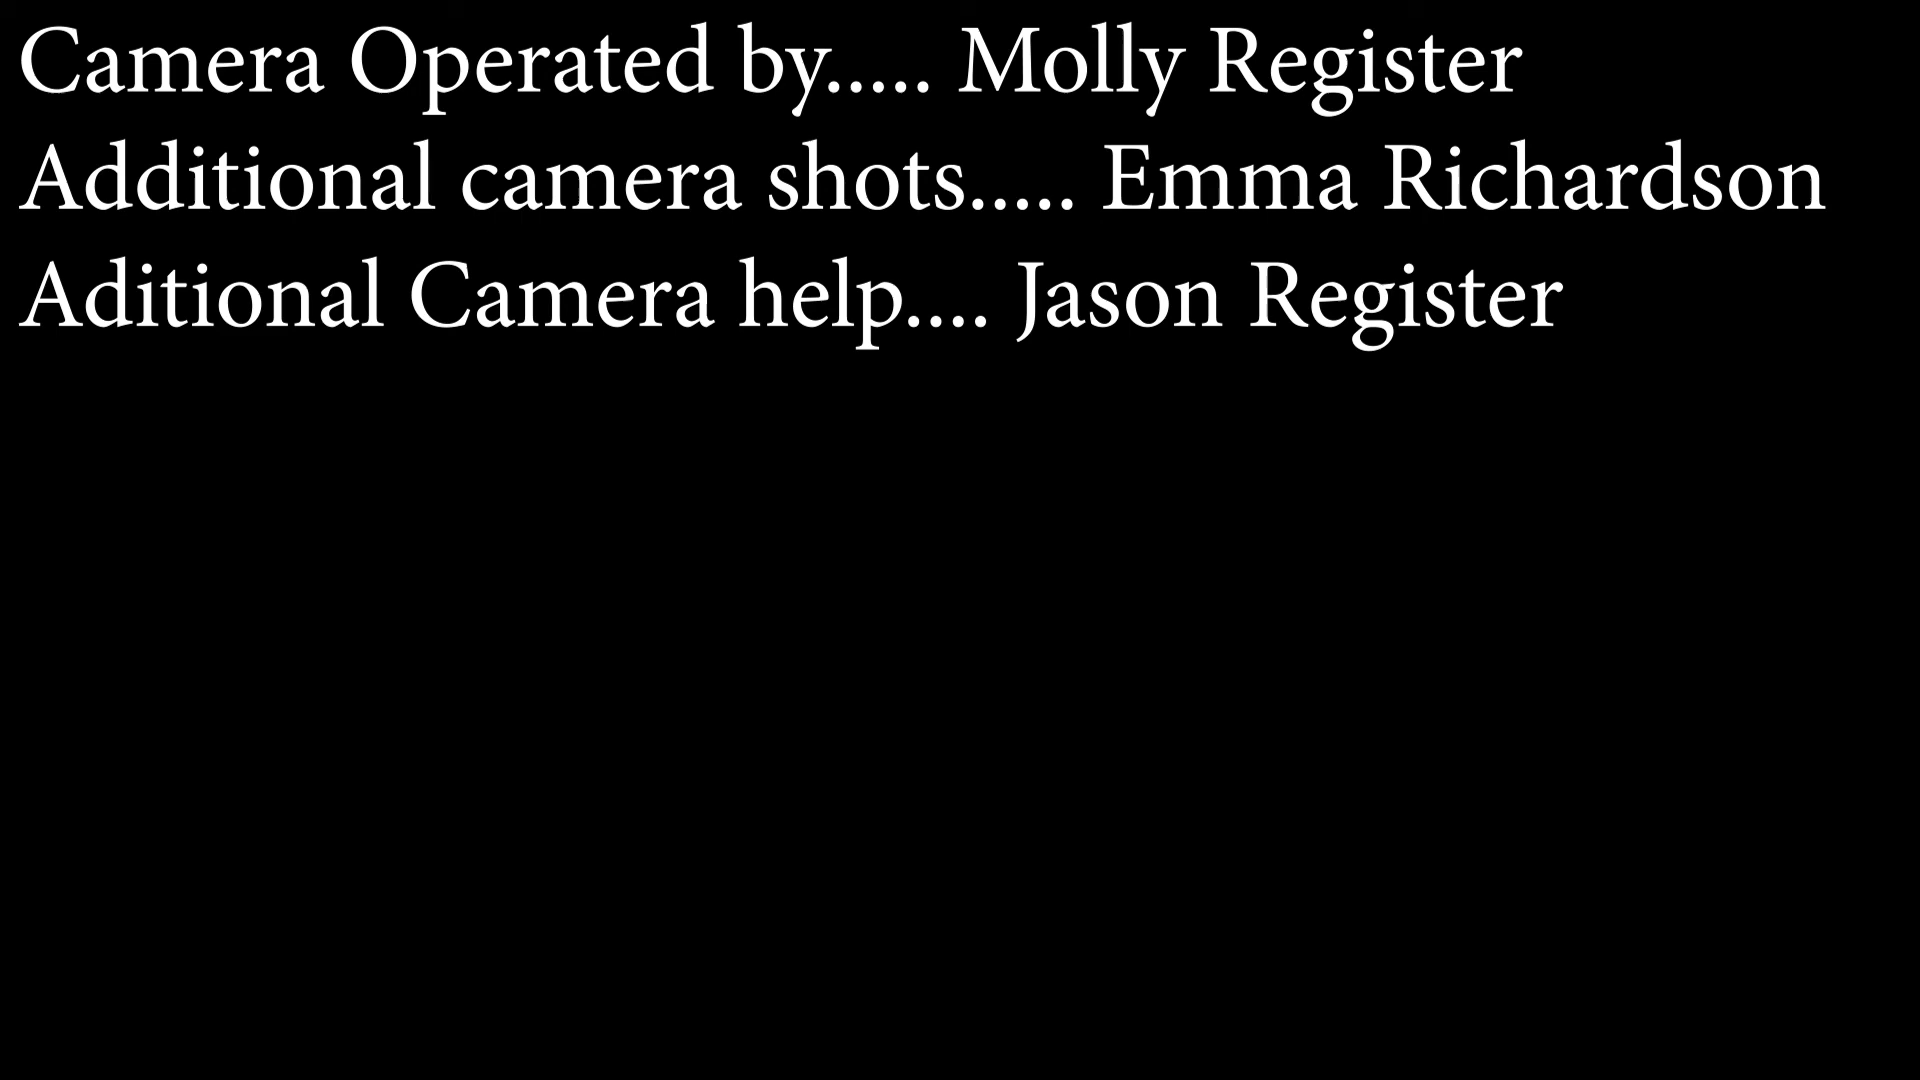 Camera Operated by..... Molly Register
Additional camera shots..... Emma Richardson
Aditional Camera help.... Jason Register